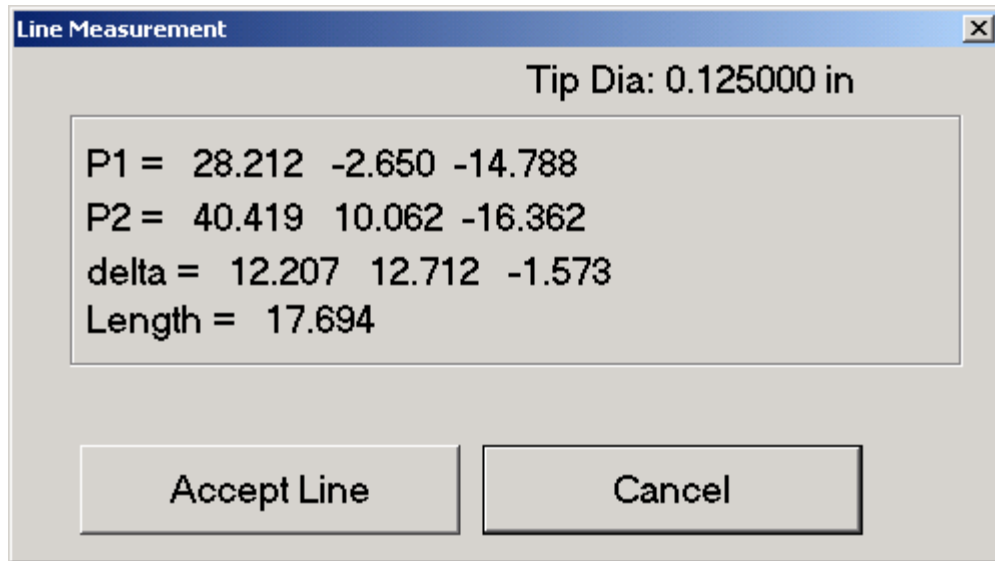 Line Measurement
Tip Dia: 0.125000 in
P1 = 28.212 -2.650 -14.788
P2 = 40.419 10.062 -16.362
delta = 12.207 12.712 -1.573
Length = 17.694
Accept Line
Cancel